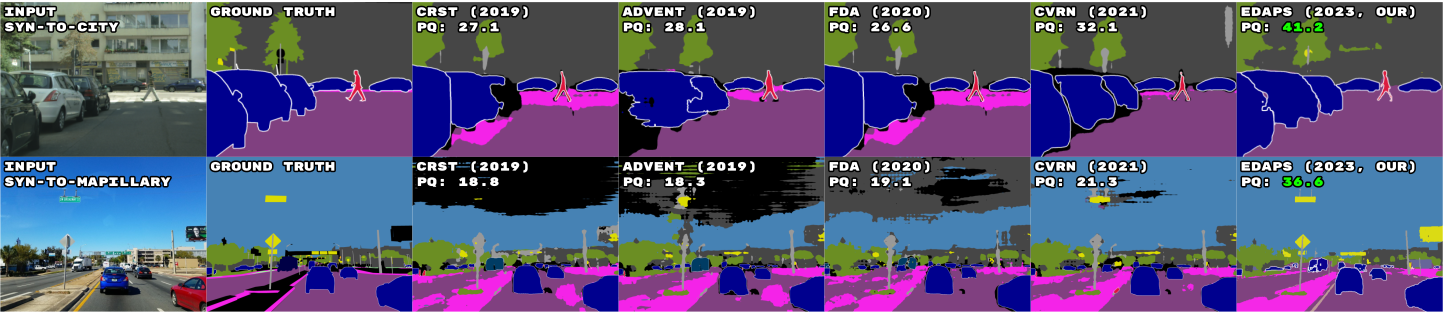 INPUT
SYN-TO-CITY
GROUND TRUTH
CRST (2019)
PQ: 27.1
ADVENT (2019)
PQ: 28.1
FDA (2020)
PQ: 26.6
CVRN (2021)
PQ: 32.1
EDAPS (2023, OUR)
PQ: 41.2
INPUT
SYN-TO-MAPILLARY
GROUND TRUTH
CRST (2019)
PQ: 18.8
ADVENT (2019)
PQ: 18.3
FDA (2020)
PQ: 19.1
CVRN (2021)
PQ: 21.3
EDAPS (2023, OUR)
PQ: 36.6